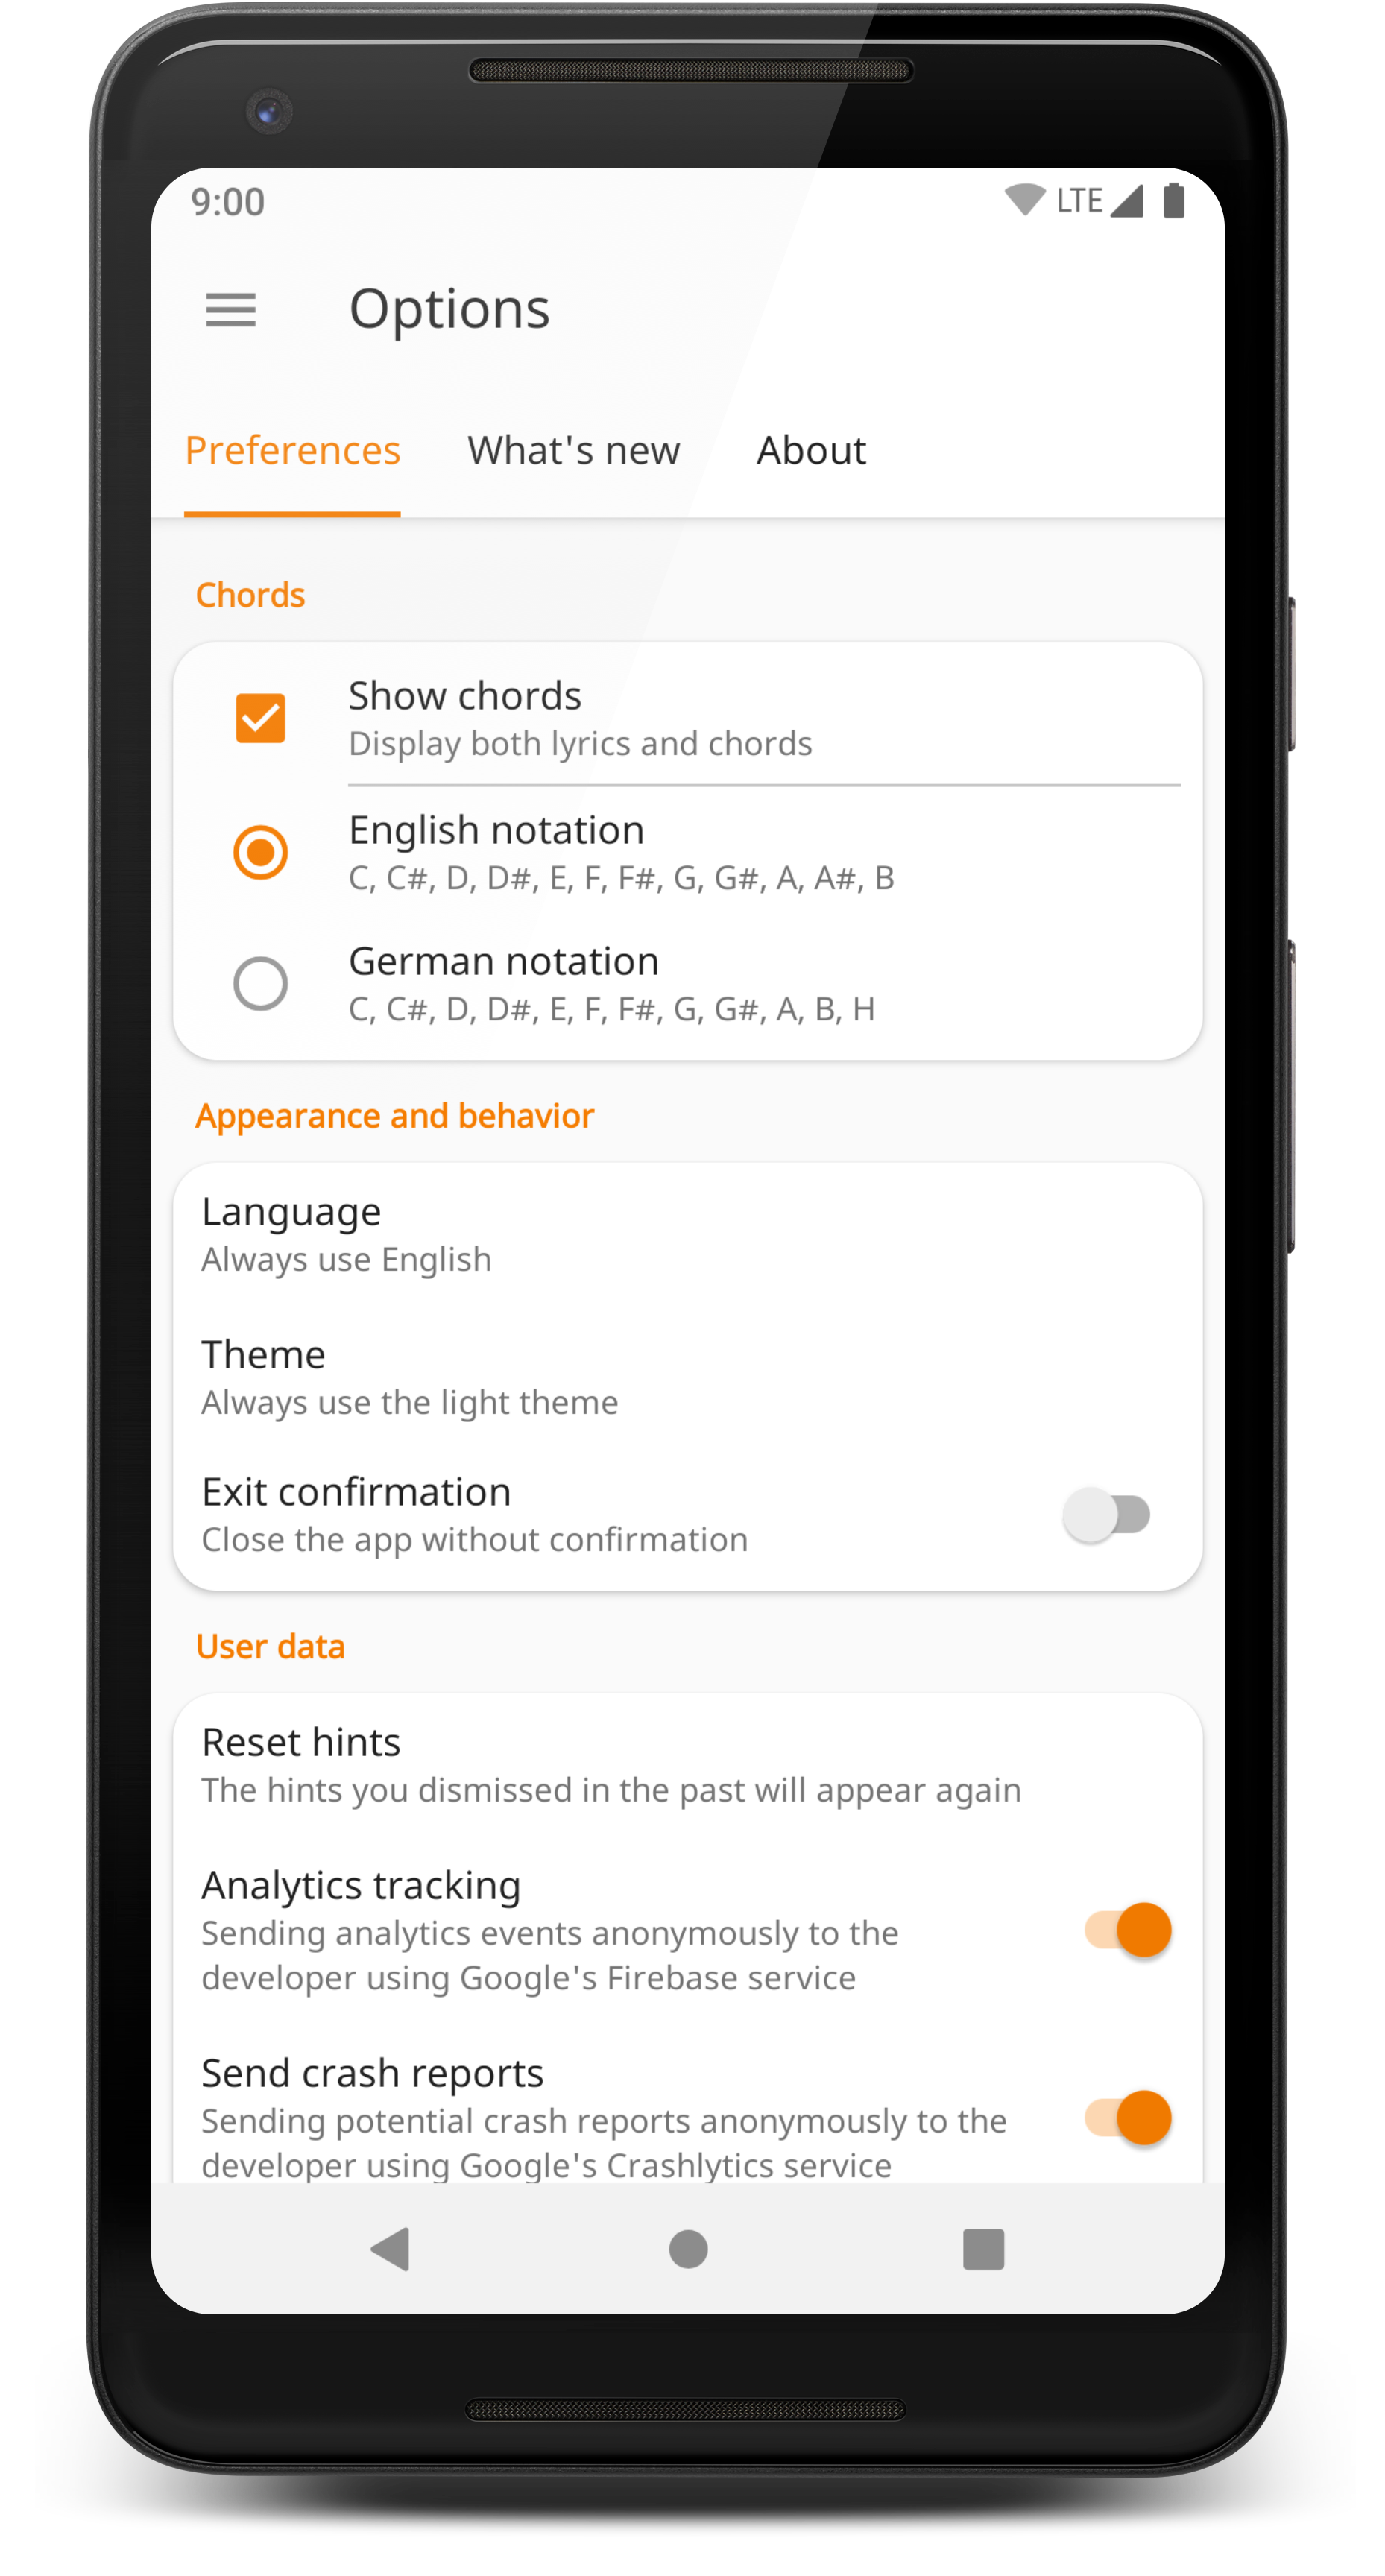 9:00
LTE
Options
Preferences What's new About
Chords
Show chords
Display both lyrics and chords
English notation
C, C#, D, D#, E, F, F#, G, G#, A, A#, B
German notation
C, C#, D, D#, E, F, F#, G, G#, A, B, H
Appearance and behavior
Language
Always use English
Theme
Always use the light theme
Exit confirmation
Close the app without confirmation
User data
Reset hints
The hints you dismissed in the past will appear again
Analytics tracking
Sending analytics events anonymously to the
developer using Google's Firebase service
Send crash reports
Sending potential crash reports anonymously to the
developer using Google's Crashlytics service